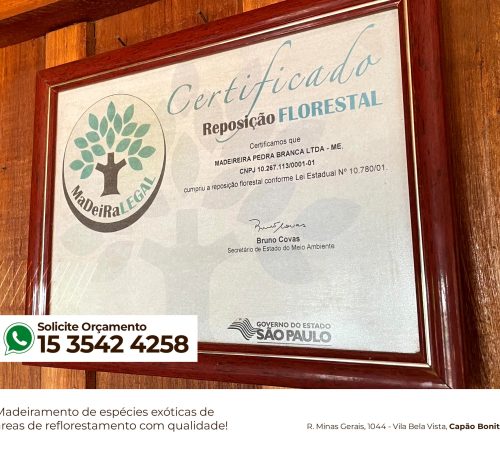 Certificado
Reposição FLORESTAL
Certificamos que
MADEIREIRA PEDRA BRANCA LTDA - ME,
CNPJ 10.267.113/0001-01
cumpriu a reposição florestal conforme Lei Estadual Nº 10.780/01.
MaDeiRa LEGAL
Bruno Covas
Secretário de Estado do Meio Ambiente
GOVERNO DO ESTADO
SÃO PAULO
Solicite Orçamento
15 3542 4258
Madeiramento de espécies exóticas de
áreas de reflorestamento com qualidade!
R. Minas Gerais, 1044 - Vila Bela Vista, Capão Bonit